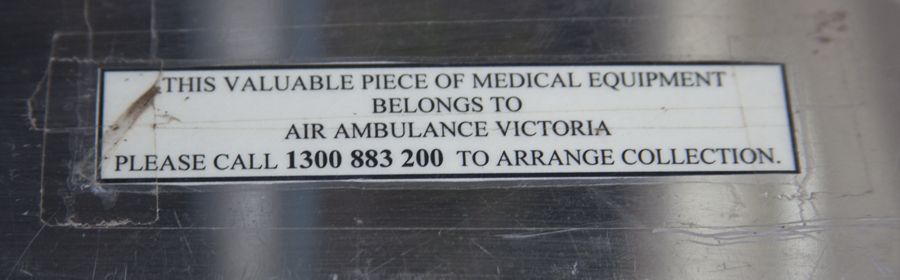 THIS VALUABLE PIECE OF MEDICAL EQUIPMENT
BELONGS TO
AIR AMBULANCE VICTORIA
PLEASE CALL 1300 883 200 TO ARRANGE COLLECTION.